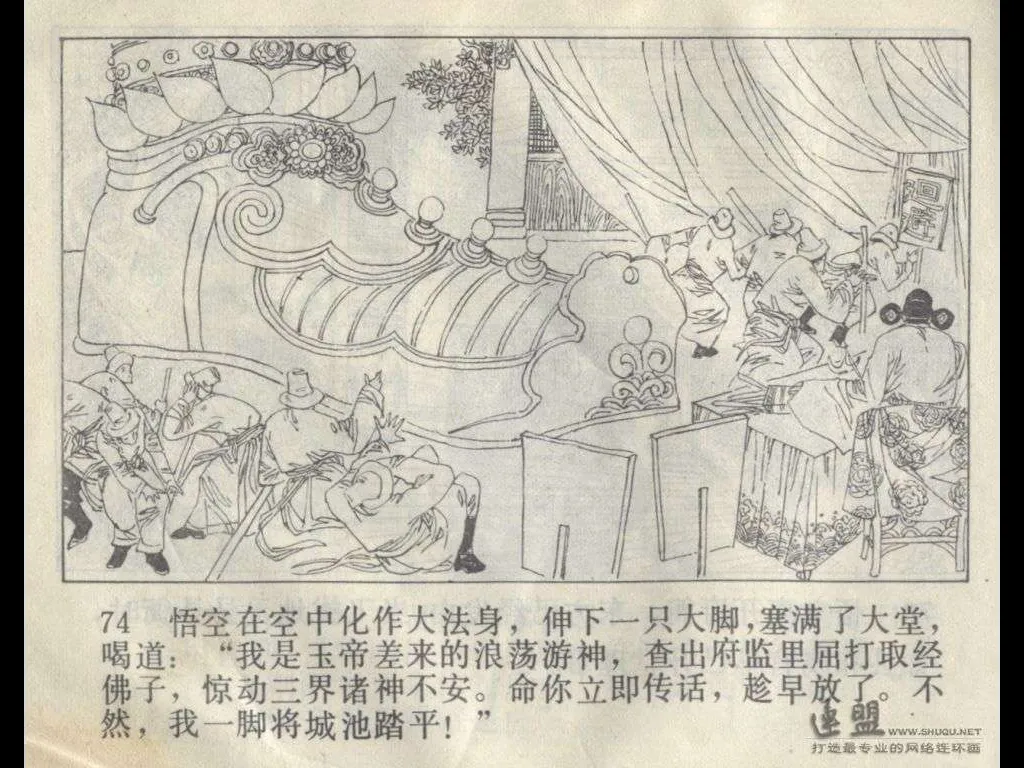 迴避
74 悟空在空中化作大法身，伸下一只大脚，塞满了大堂，
喝道：“我是玉帝差来的浪荡游神，查出府监里屈打取经
佛子，惊动三界诸神不安。命你立即传话，趁早放了。不
然，我一脚将城池踏平！”
连盟 WWW.SHUQU.NET
打造最专业的网络连环画